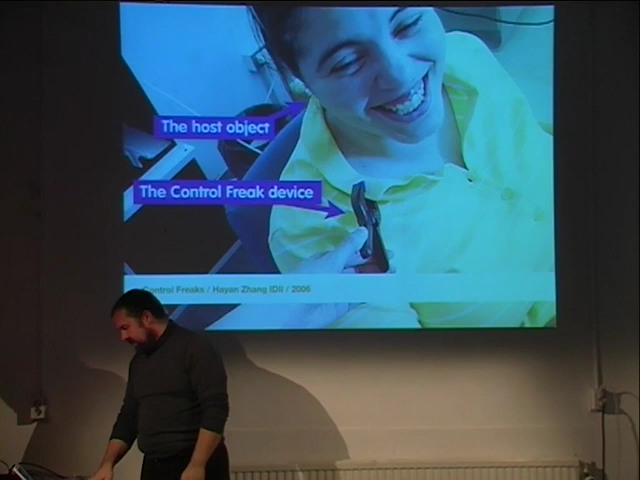 The host object
The Control Freak device
Control Freaks / Hayan Zhang IDII / 2006